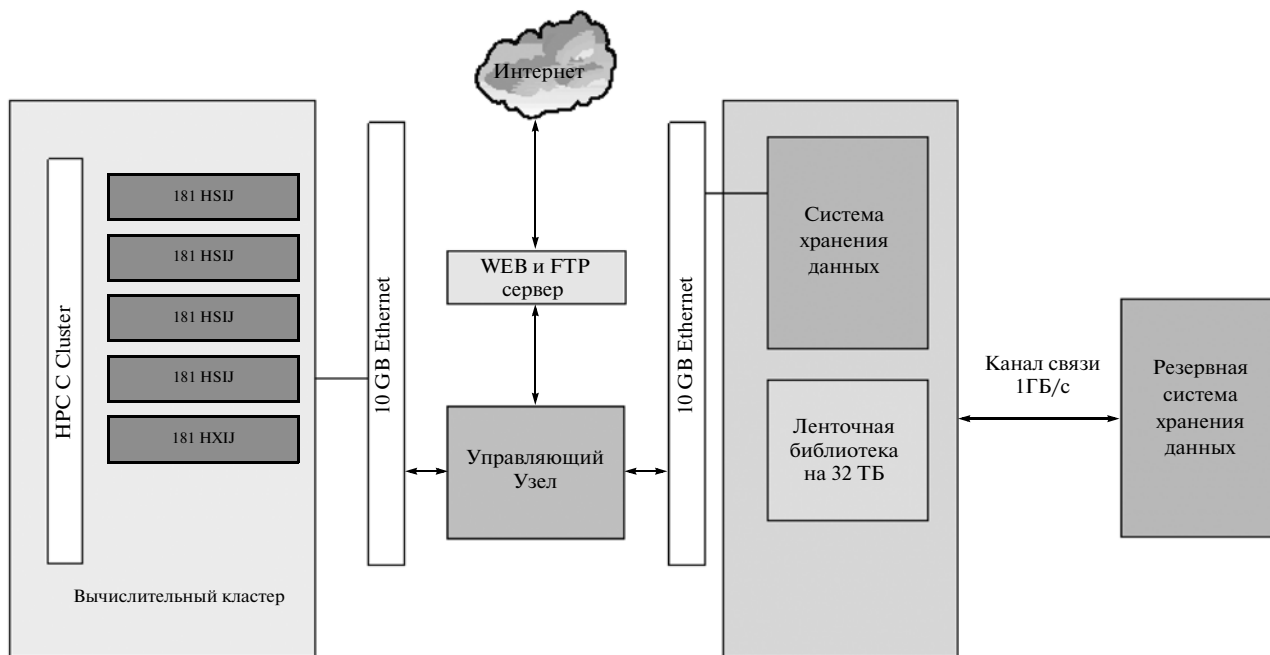 Интернет
HPC C Cluster
181 HSIJ
181 HSIJ
181 HSIJ
181 HSIJ
181 HXIJ
Вычислительный кластер
10 GB Ethernet
WEB и FTP
сервер
Управляющий
Узел
10 GB Ethernet
Система
хранения
данных
Ленточная
библиотека
на 32 ТБ
Канал связи
1ГБ/с
Резервная
система
хранения
данных